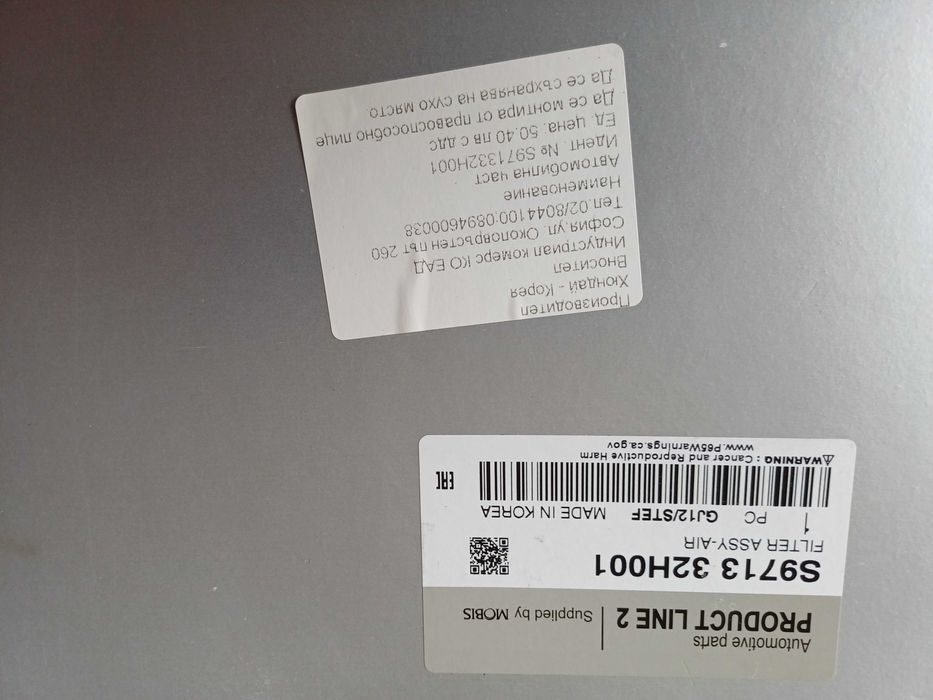 Automotive parts
PRODUCT LINE 2 | Supplied by MOBIS
S9713 32H001
FILTER ASSY-AIR
1 PC GJ12/STEF MADE IN KOREA
EAC
⚠WARNING : Cancer and Reproductive Harm
www.P65Warnings.ca.gov
Производител
Хюндай - Корея
Вносител
Индустриал комерс КО ЕАД
София.ул. Околовръстен път 260
Тел.02/8044100:0894600038
Наименование
Автомобилна част
Идент. № S971332H001
Ед. цена. 50.40 лв с ддс
Да се монтира от правоспособно лице
Да се съхранява на сухо място.